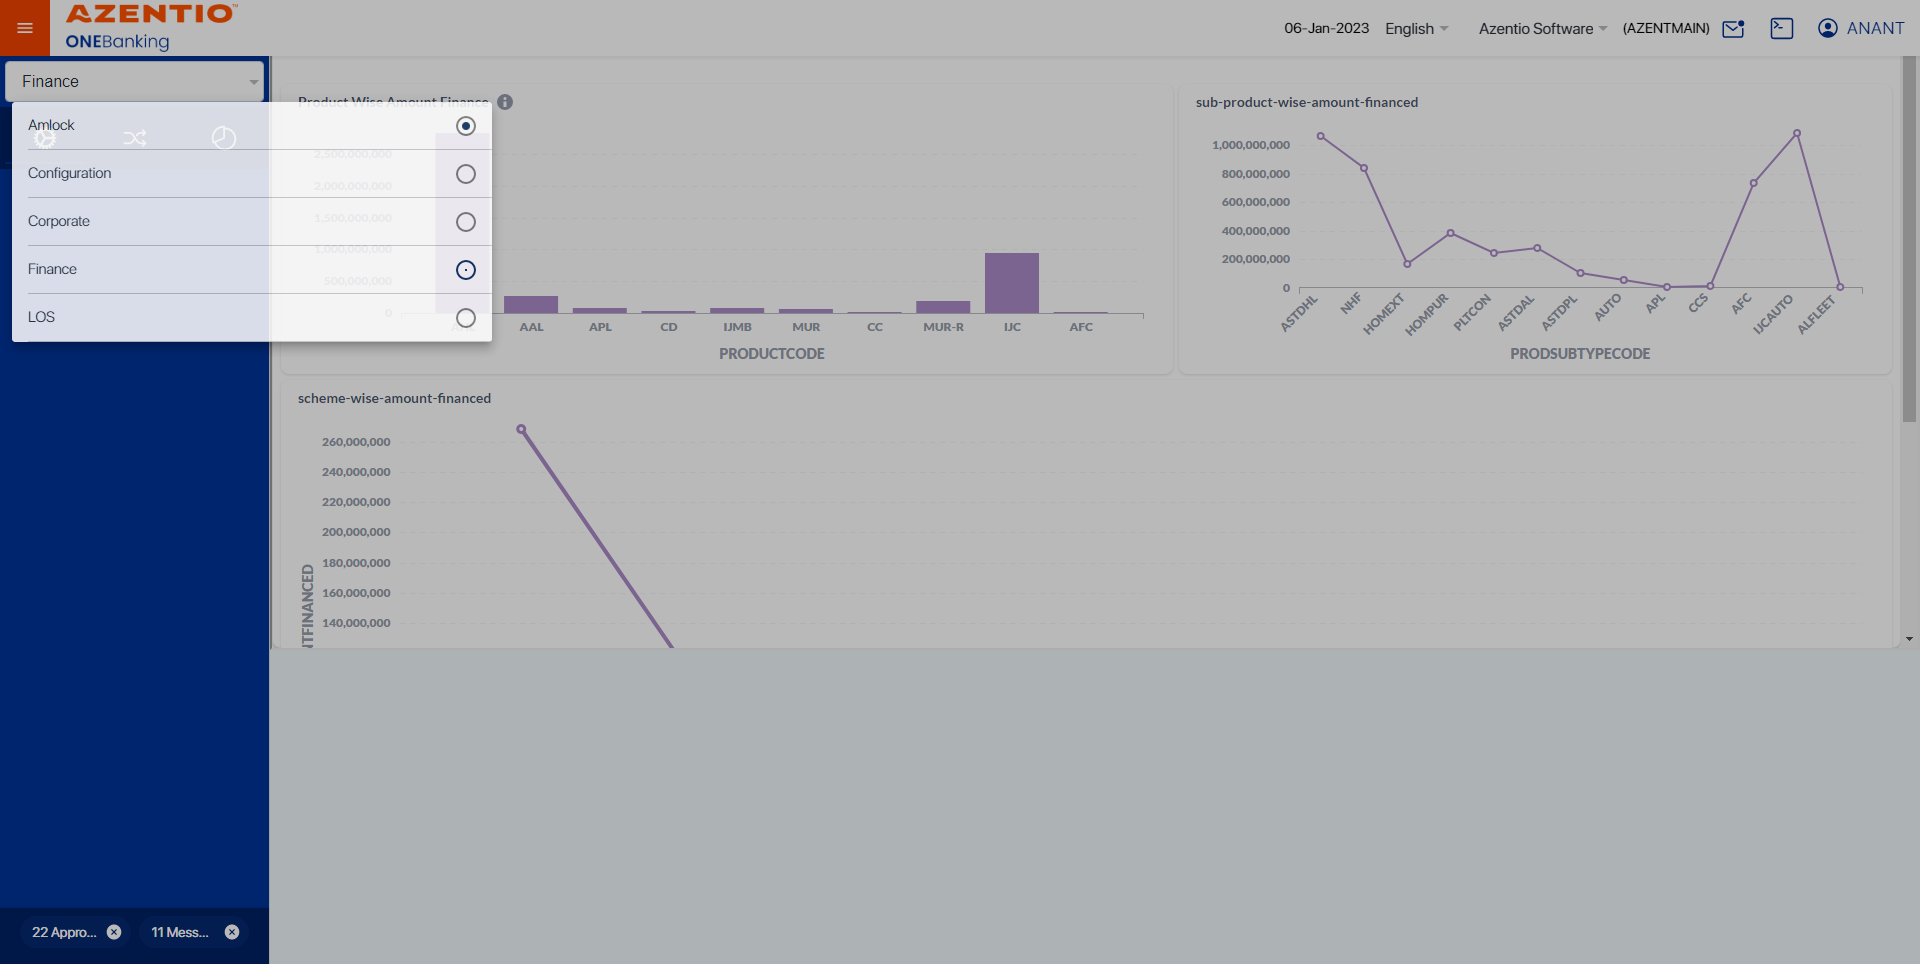 AZENTIO™
ONEBanking
06-Jan-2023
English
Azentio Software
(AZENTMAIN)
ANANT
Finance
Amlock
Configuration
Corporate
Finance
LOS
Product Wise Amount Finance
2,500,000,000
2,000,000,000
1,500,000,000
1,000,000,000
500,000,000
0
AAL APL CD IJMB MUR CC MUR-R IJC AFC
PRODUCTCODE
sub-product-wise-amount-financed
1,000,000,000
800,000,000
600,000,000
400,000,000
200,000,000
0
ASTDHL NHF HOMEXT HOMPUR PLTCON ASTDAL ASTDPL AUTO APL CCS AFC IJCAUTO ALFLEET
PRODSUBTYPECODE
scheme-wise-amount-financed
260,000,000
240,000,000
220,000,000
200,000,000
180,000,000
160,000,000
140,000,000
NTFINANCED
22 Appro...
11 Mess...